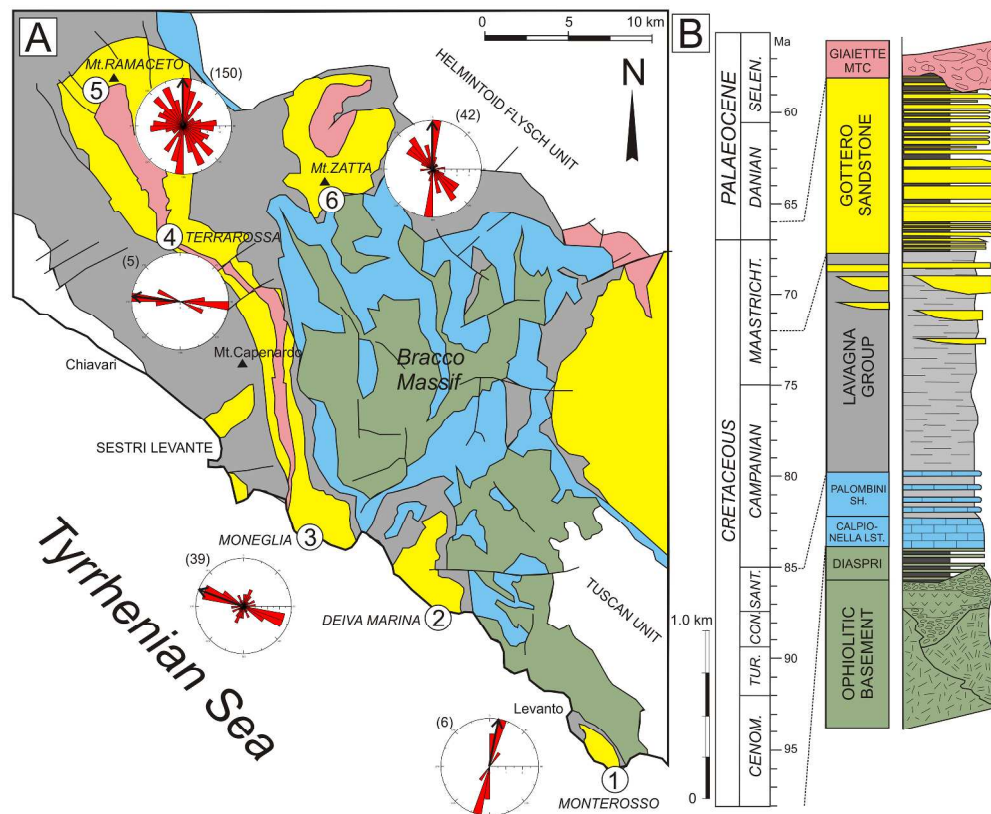 A
Mt.RAMACETO
5
(150)
0 5 10 km
N
HELMINTOID FLYSCH UNIT
(42)
Mt.ZATTA
6
4
TERRAROSSA
(5)
Mt.Capenardo
Chiavari
Bracco
Massif
SESTRI LEVANTE
MONEGLIA
3
(39)
DEIVA MARINA
2
TUSCAN UNIT
Tyrrhenian Sea
Levanto
(6)
1
MONTEROSSO
B
Ma
PALAEOCENE
SELEN.
DANIAN
CRETACEOUS
MAASTRICHT.
CAMPANIAN
SANT.
CCN.
TUR.
CENOM.
60
65
70
75
80
85
90
95
1.0 km
0
GIAIETTE
MTC
GOTTERO
SANDSTONE
LAVAGNA
GROUP
PALOMBINI
SH.
CALPIO-
NELLA LST.
DIASPRI
OPHIOLITIC
BASEMENT